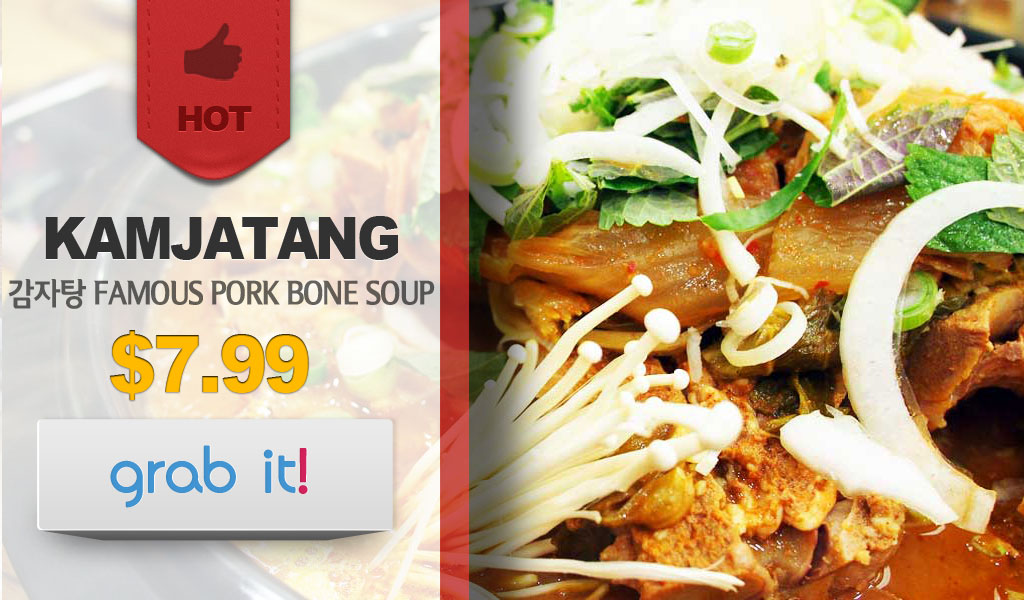 HOT
KAMJATANG
감자탕 FAMOUS PORK BONE SOUP
$7.99
grab it!